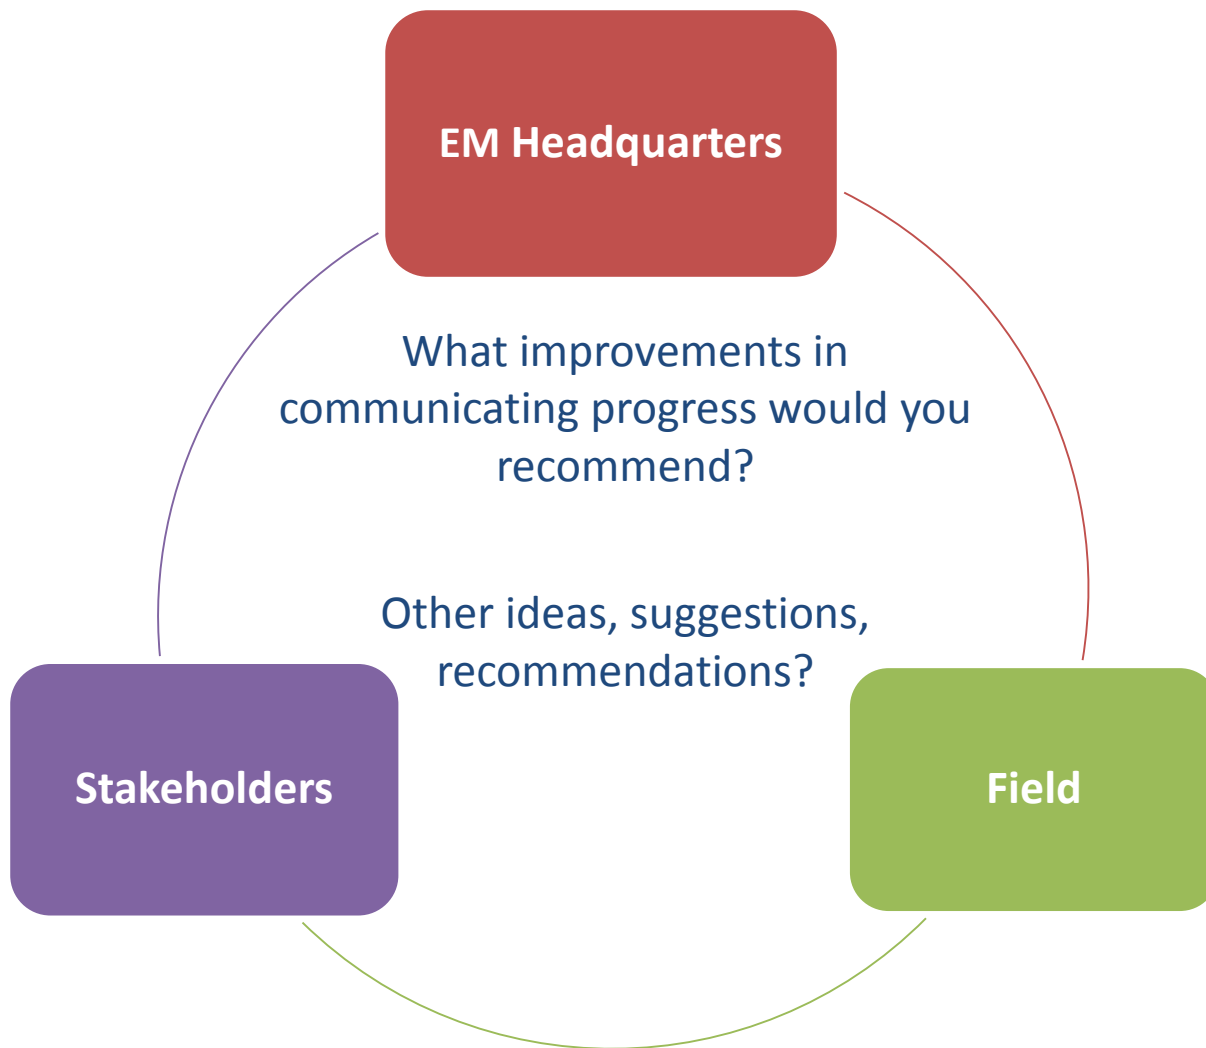 EM Headquarters
What improvements in
communicating progress would you
recommend?
Other ideas, suggestions,
recommendations?
Stakeholders
Field